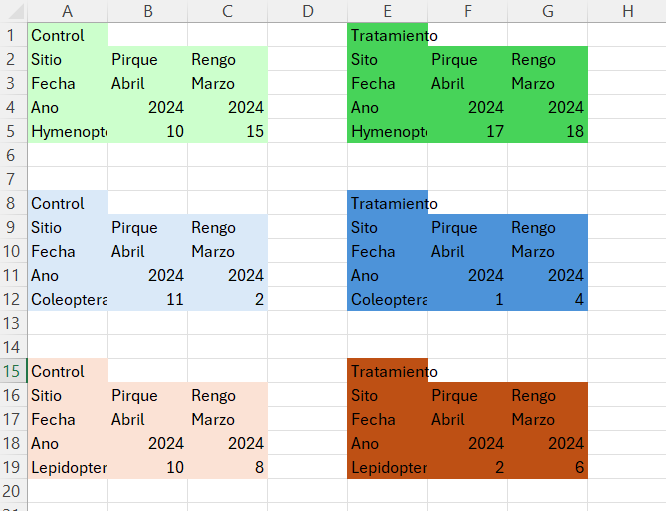 A B C D E F G H
1 Control Tratamiento
2 Sitio Pirque Rengo Sito Pirque Rengo
3 Fecha Abril Marzo Fecha Abril Marzo
4 Ano 2024 2024 Ano 2024 2024
5 Hymenopt 10 15 Hymenopt 17 18
6
7
8 Control Tratamiento
9 Sitio Pirque Rengo Sito Pirque Rengo
10 Fecha Abril Marzo Fecha Abril Marzo
11 Ano 2024 2024 Ano 2024 2024
12 Coleoptera 11 2 Coleoptera 1 4
13
14
15 Control Tratamiento
16 Sitio Pirque Rengo Sito Pirque Rengo
17 Fecha Abril Marzo Fecha Abril Marzo
18 Ano 2024 2024 Ano 2024 2024
19 Lepidopter 10 8 Lepidopter 2 6
20